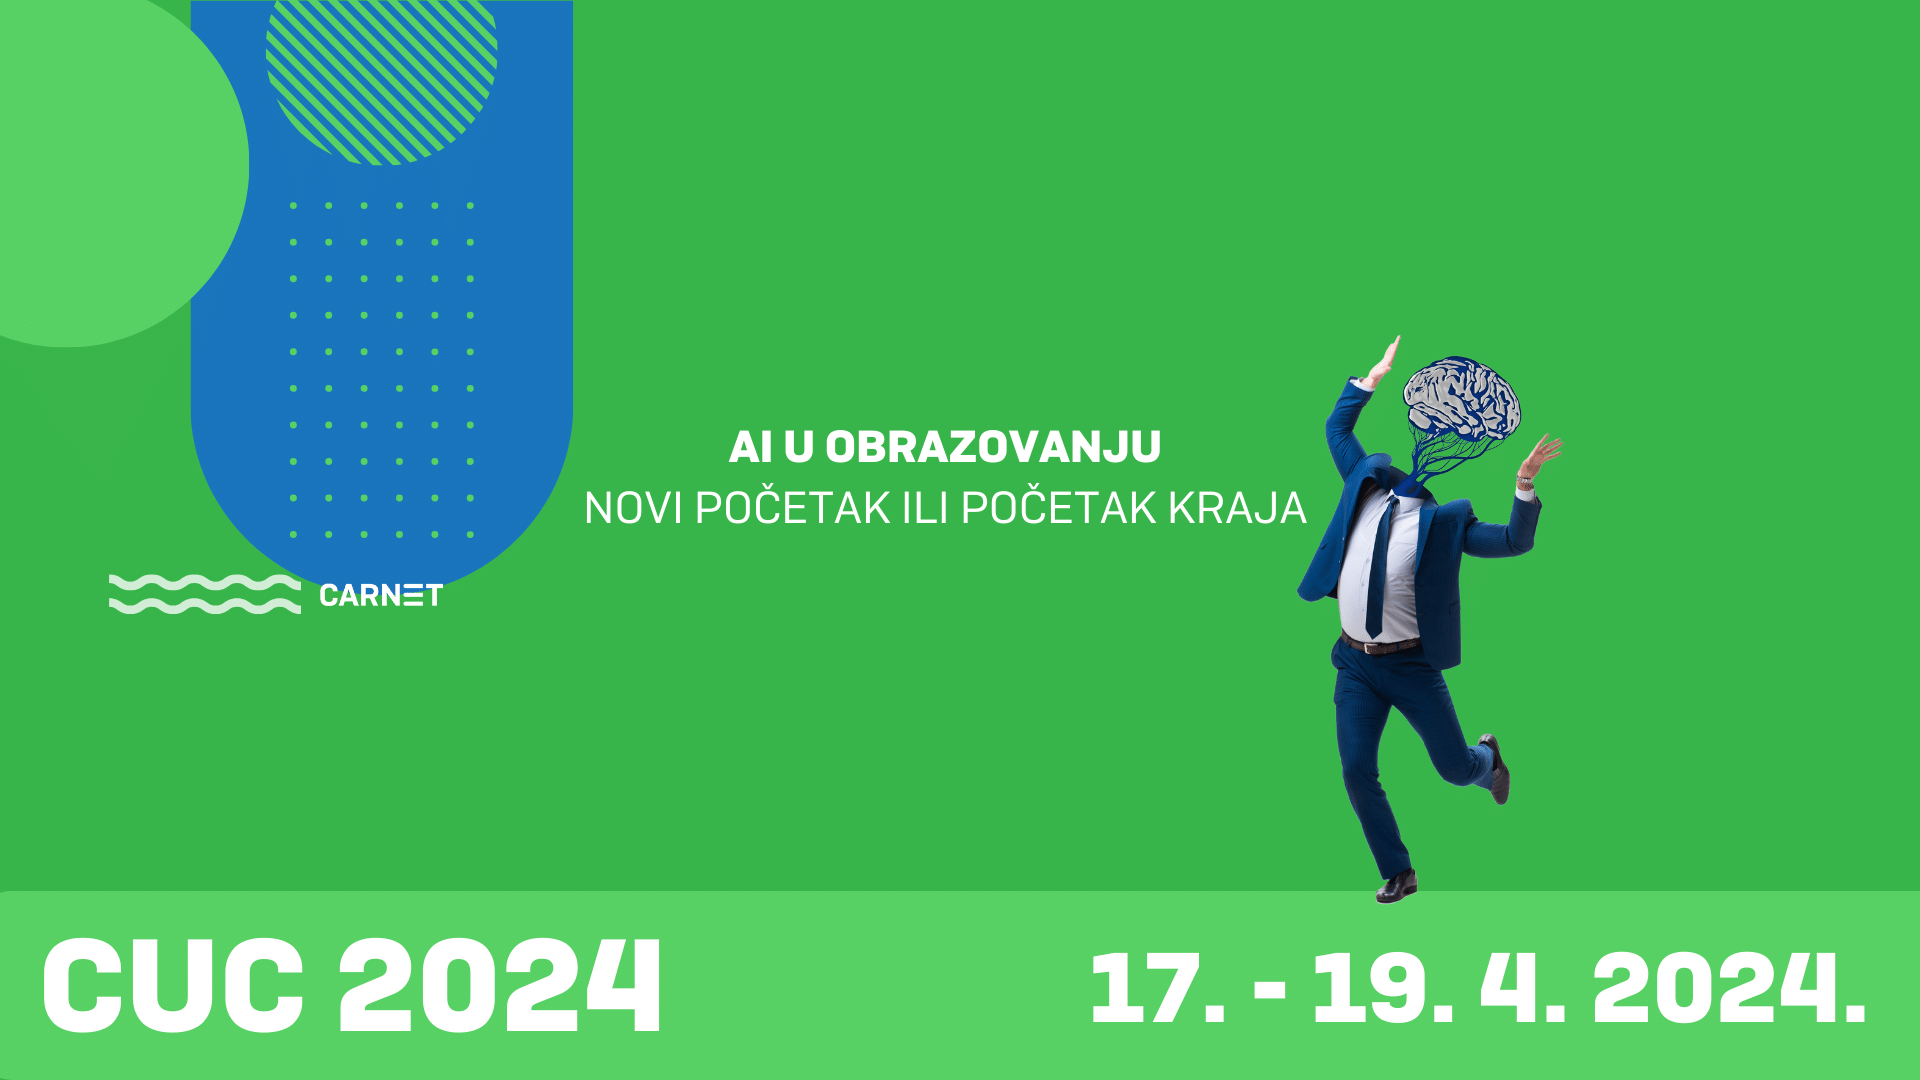 AI U OBRAZOVANJU
NOVI POČETAK ILI POČETAK KRAJA
CARNET
CUC 2024
17. - 19. 4. 2024.